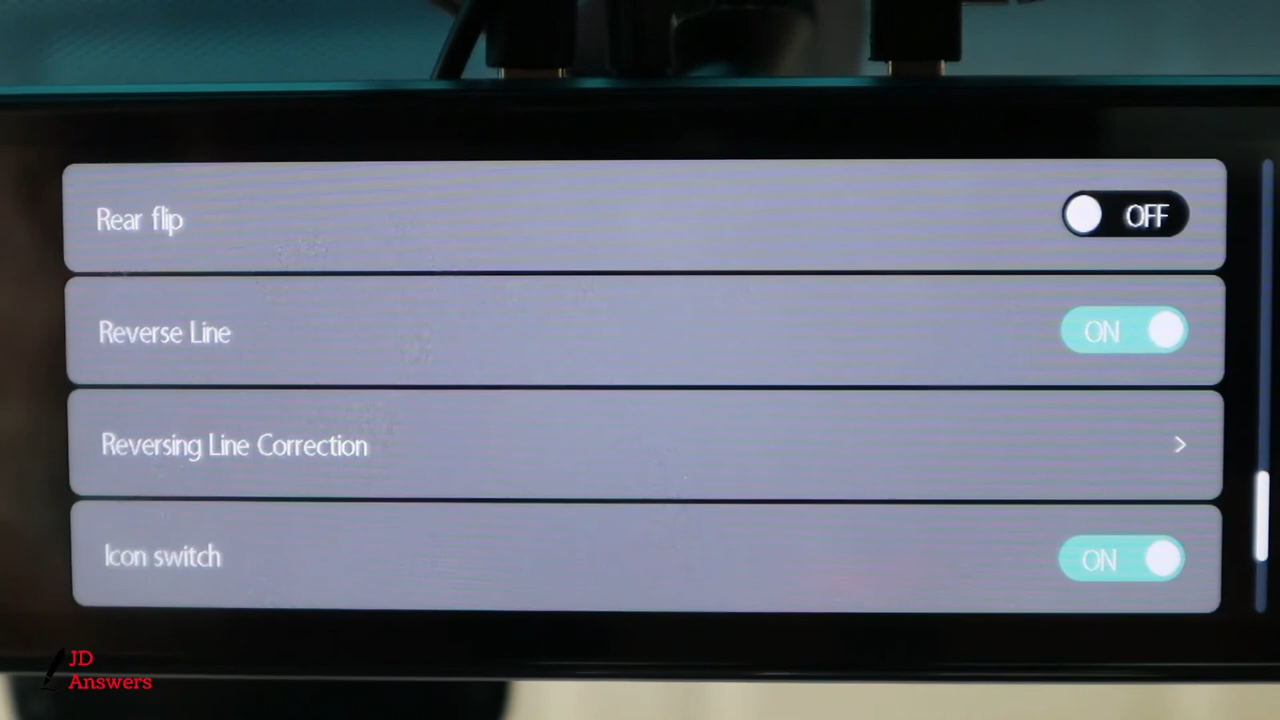 Rear flip
OFF
Reverse Line
ON
Reversing Line Correction
>
Icon switch
ON
JD
Answers